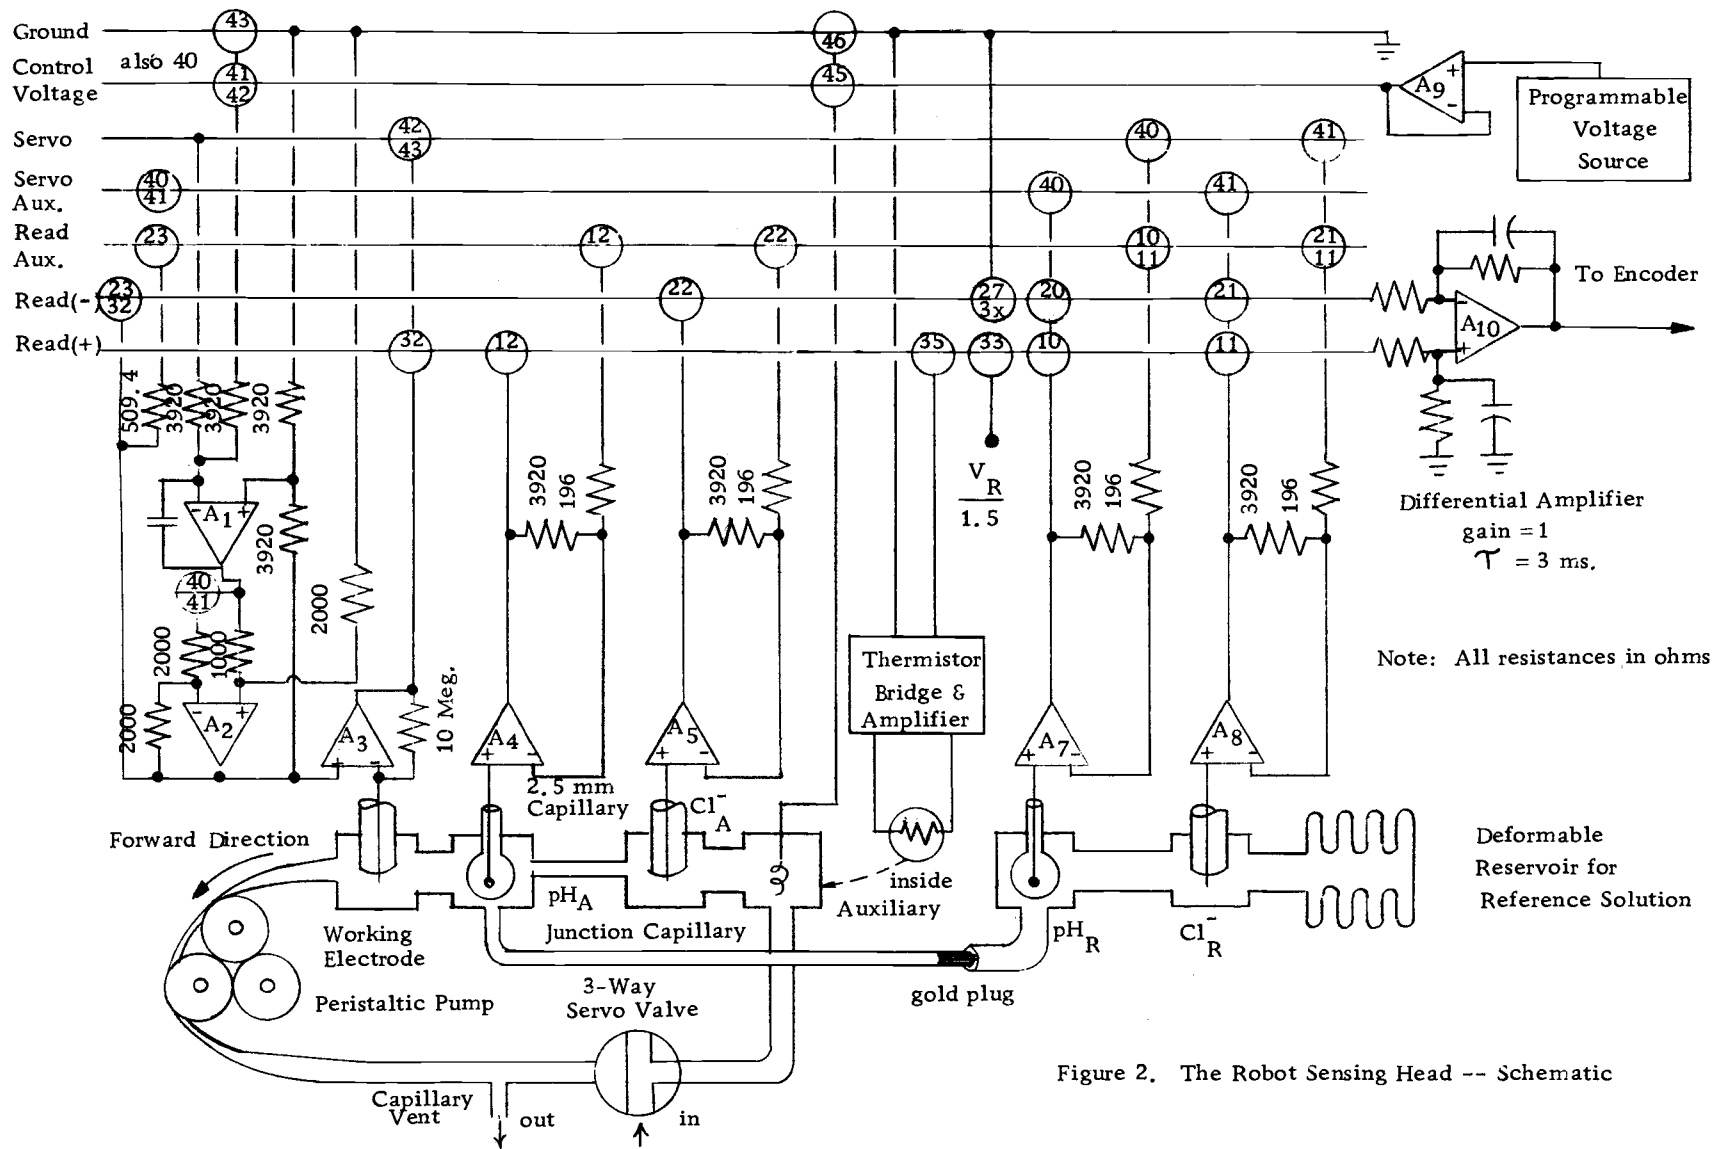 Ground
43
46
also 40
Control
Voltage
41
42
45
+
A9
-
Programmable
Voltage
Source
Servo
42
43
40
41
Servo
Aux.
40
41
40
41
Read
Aux.
23
12
22
10
11
21
11
Read(-)
23
32
22
27
3x
20
21
To Encoder
-
A10
+
Read(+)
32
12
35
33
10
11
509.4
3920
3920
3920
3920
196
3920
196
V
R
1.5
3920
196
3920
196
Differential Amplifier
gain = 1
τ = 3 ms.
- A1 +
3920
40
41
2000
2000
1000
2000
- +
A2
A3
+ -
10 Meg.
A4
+ -
A5
+ -
Thermistor
Bridge &
Amplifier
A7
+ -
A8
+ -
Note: All resistances in ohms
2.5 mm
Capillary
Cl-A
Forward Direction
pHA
inside
Auxiliary
Deformable
Reservoir for
Reference Solution
Working
Electrode
Junction Capillary
pHR
Cl-R
Peristaltic Pump
3-Way
Servo Valve
gold plug
Capillary
Vent
out
in
Figure 2. The Robot Sensing Head -- Schematic